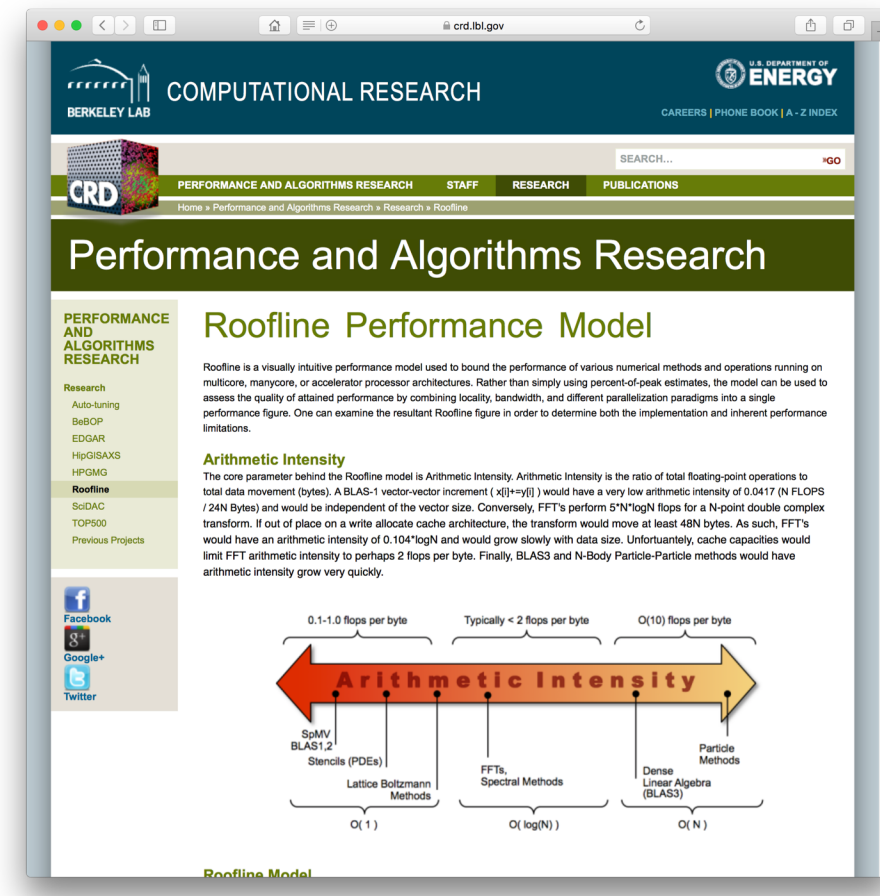 crd.lbl.gov
BERKELEY LAB
COMPUTATIONAL RESEARCH
U.S. DEPARTMENT OF
ENERGY
CAREERS | PHONE BOOK | A - Z INDEX
CRD
SEARCH...
»GO
PERFORMANCE AND ALGORITHMS RESEARCH STAFF RESEARCH PUBLICATIONS
Home » Performance and Algorithms Research » Research » Roofline
Performance and Algorithms Research
PERFORMANCE
AND
ALGORITHMS
RESEARCH
Research
Auto-tuning
BeBOP
EDGAR
HipGISAXS
HPGMG
Roofline
SciDAC
TOP500
Previous Projects
Facebook
Google+
Twitter
Roofline Performance Model
Roofline is a visually intuitive performance model used to bound the performance of various numerical methods and operations running on
multicore, manycore, or accelerator processor architectures. Rather than simply using percent-of-peak estimates, the model can be used to
assess the quality of attained performance by combining locality, bandwidth, and different parallelization paradigms into a single
performance figure. One can examine the resultant Roofline figure in order to determine both the implementation and inherent performance
limitations.
Arithmetic Intensity
The core parameter behind the Roofline model is Arithmetic Intensity. Arithmetic Intensity is the ratio of total floating-point operations to
total data movement (bytes). A BLAS-1 vector-vector increment ( x[i]+=y[i] ) would have a very low arithmetic intensity of 0.0417 (N FLOPS
/ 24N Bytes) and would be independent of the vector size. Conversely, FFT's perform 5*N*logN flops for a N-point double complex
transform. If out of place on a write allocate cache architecture, the transform would move at least 48N bytes. As such, FFT's
would have an arithmetic intensity of 0.104*logN and would grow slowly with data size. Unfortuantely, cache capacities would
limit FFT arithmetic intensity to perhaps 2 flops per byte. Finally, BLAS3 and N-Body Particle-Particle methods would have
arithmetic intensity grow very quickly.
0.1-1.0 flops per byte Typically < 2 flops per byte O(10) flops per byte
Arithmetic Intensity
SpMV
BLAS1,2
Stencils (PDEs)
Lattice Boltzmann
Methods
FFTs,
Spectral Methods
Dense
Linear Algebra
(BLAS3)
Particle
Methods
O( 1 ) O( log(N) ) O( N )
Roofline Model